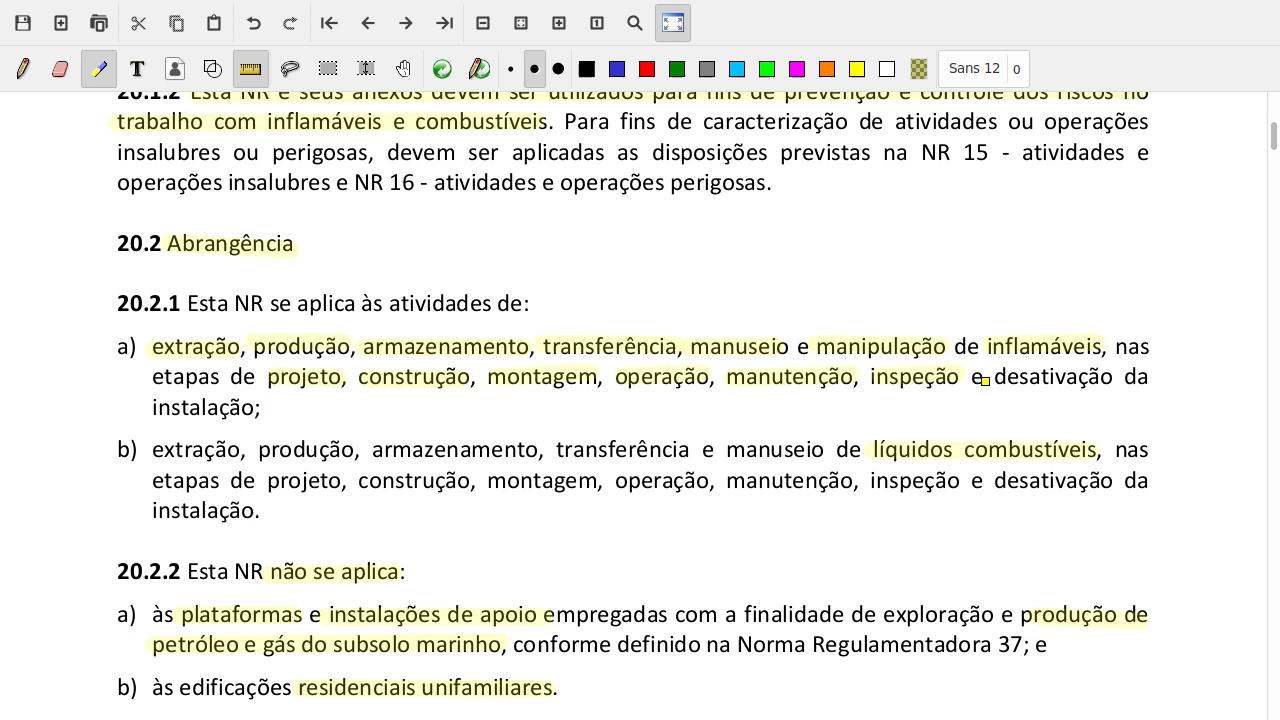 T
Sans 12 0
20.1.2 Esta NR e seus anexos devem ser utilizados para fins de prevenção e controle dos riscos no
trabalho com inflamáveis e combustíveis. Para fins de caracterização de atividades ou operações
insalubres ou perigosas, devem ser aplicadas as disposições previstas na NR 15 - atividades e
operações insalubres e NR 16 - atividades e operações perigosas.
20.2 Abrangência
20.2.1 Esta NR se aplica às atividades de:
a) extração, produção, armazenamento, transferência, manuseio e manipulação de inflamáveis, nas
etapas de projeto, construção, montagem, operação, manutenção, inspeção e desativação da
instalação;
b) extração, produção, armazenamento, transferência e manuseio de líquidos combustíveis, nas
etapas de projeto, construção, montagem, operação, manutenção, inspeção e desativação da
instalação.
20.2.2 Esta NR não se aplica:
a) às plataformas e instalações de apoio empregadas com a finalidade de exploração e produção de
petróleo e gás do subsolo marinho, conforme definido na Norma Regulamentadora 37; e
b) às edificações residenciais unifamiliares.